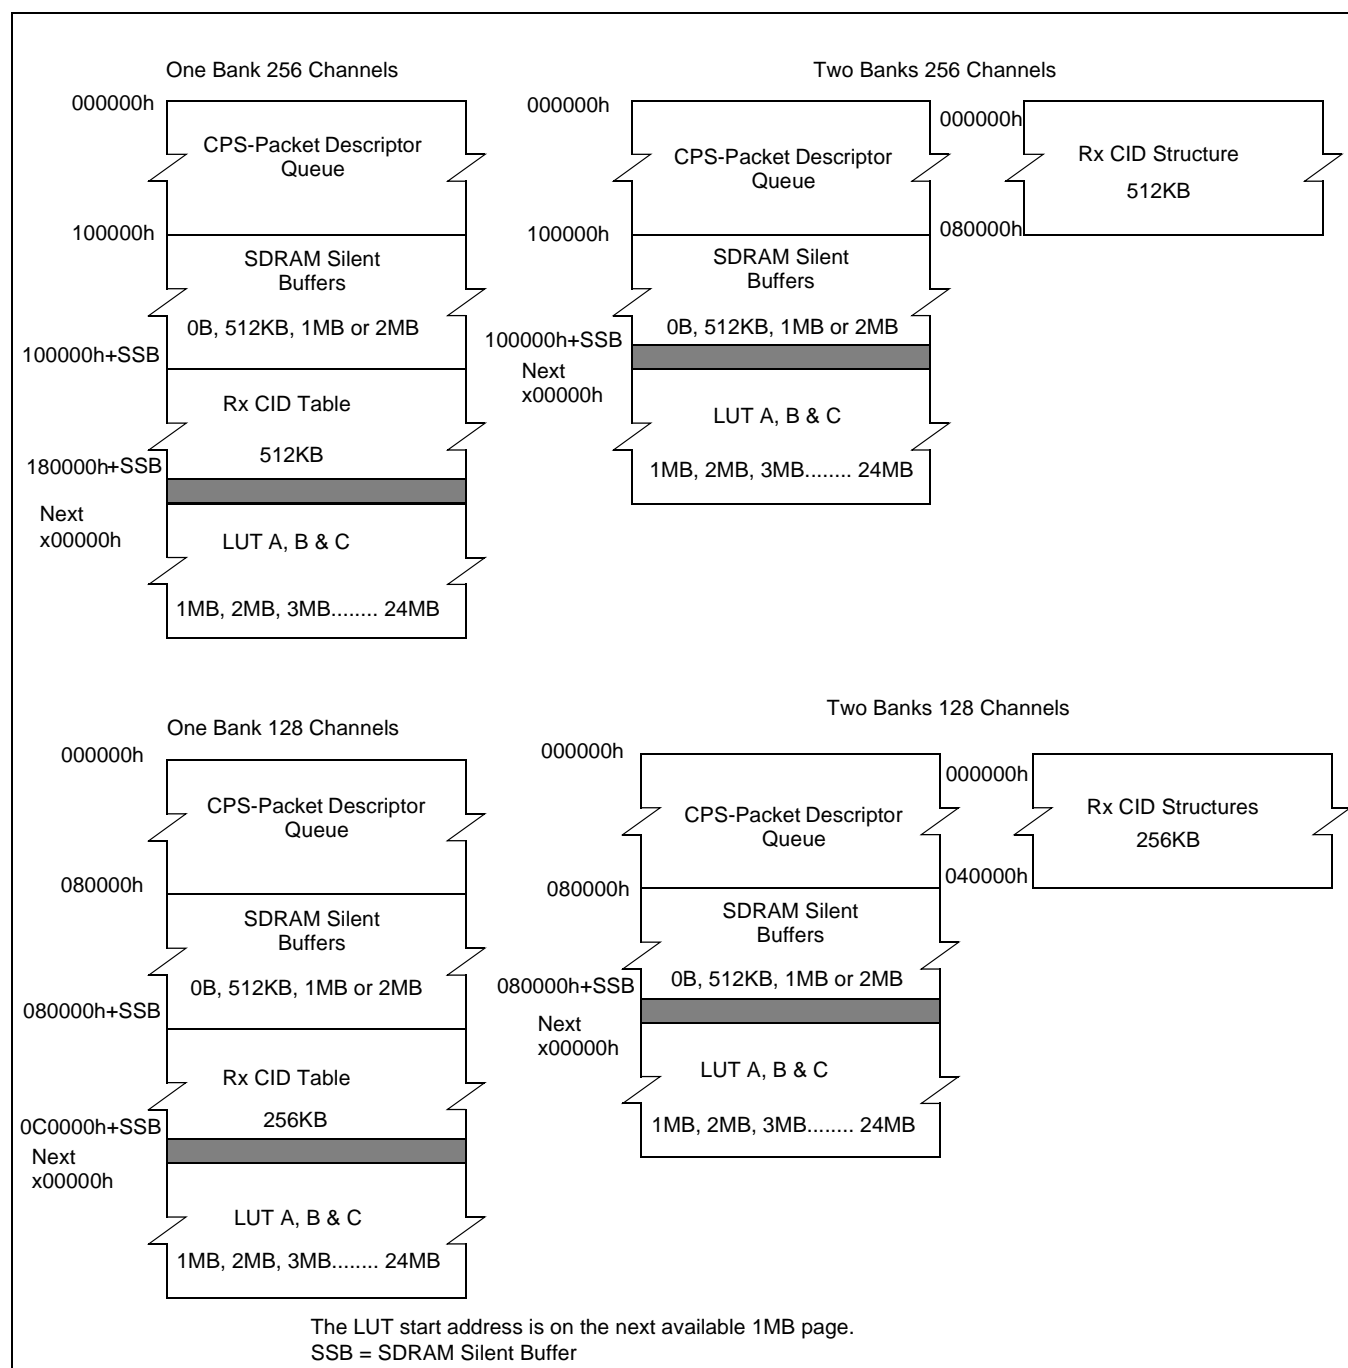 One Bank 256 Channels
000000h
CPS-Packet Descriptor
Queue
100000h
SDRAM Silent
Buffers
0B, 512KB, 1MB or 2MB
100000h+SSB
Rx CID Table
512KB
180000h+SSB
Next
x00000h
LUT A, B & C
1MB, 2MB, 3MB........ 24MB
Two Banks 256 Channels
000000h
CPS-Packet Descriptor
Queue
100000h
SDRAM Silent
Buffers
0B, 512KB, 1MB or 2MB
100000h+SSB
Next
x00000h
LUT A, B & C
1MB, 2MB, 3MB........ 24MB
000000h
Rx CID Structure
512KB
080000h
One Bank 128 Channels
000000h
CPS-Packet Descriptor
Queue
080000h
SDRAM Silent
Buffers
0B, 512KB, 1MB or 2MB
080000h+SSB
Rx CID Table
256KB
0C0000h+SSB
Next
x00000h
LUT A, B & C
1MB, 2MB, 3MB........ 24MB
Two Banks 128 Channels
000000h
CPS-Packet Descriptor
Queue
080000h
SDRAM Silent
Buffers
0B, 512KB, 1MB or 2MB
080000h+SSB
Next
x00000h
LUT A, B & C
1MB, 2MB, 3MB........ 24MB
000000h
Rx CID Structures
256KB
040000h
The LUT start address is on the next available 1MB page.
SSB = SDRAM Silent Buffer